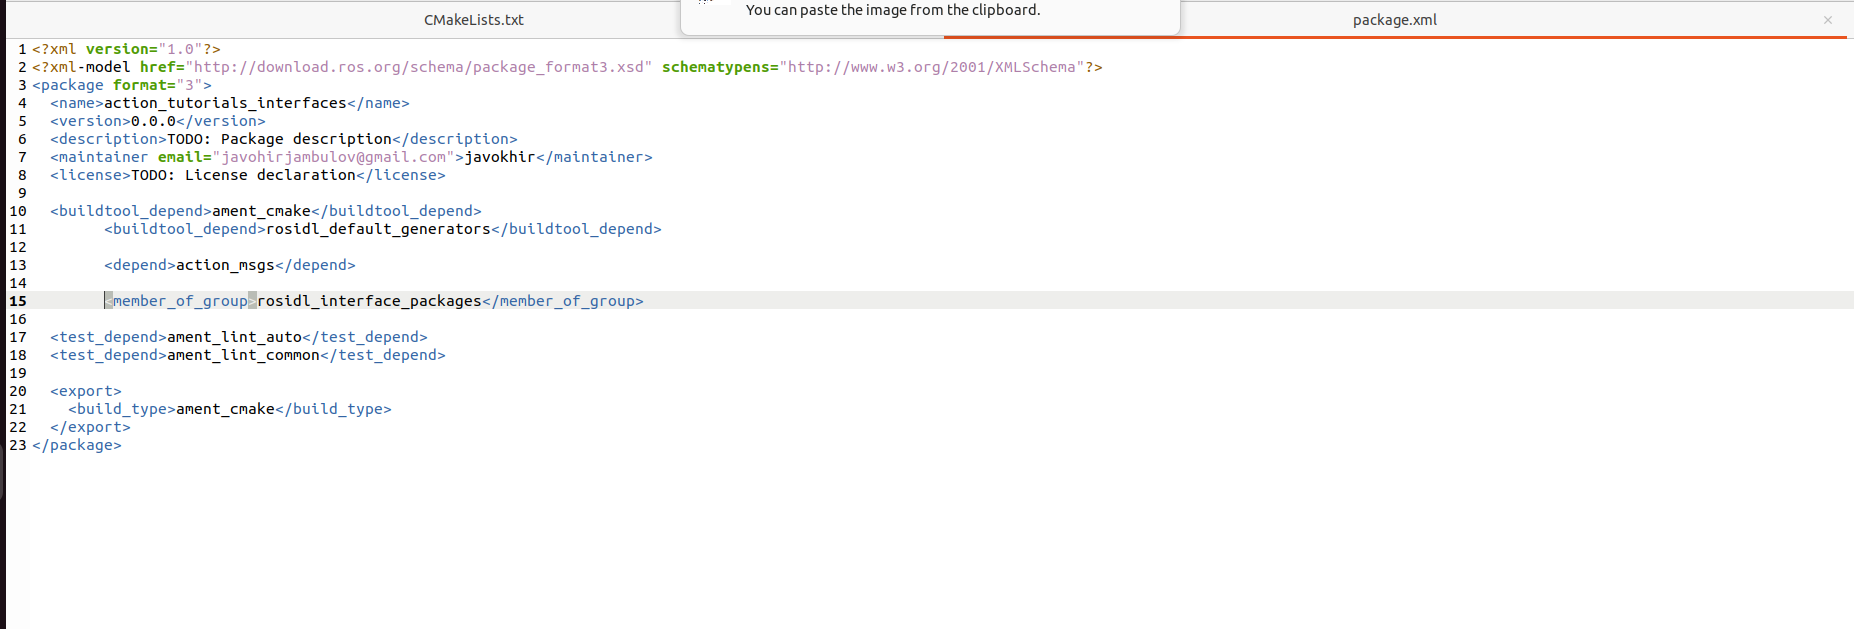 CMakeLists.txt
You can paste the image from the clipboard.
package.xml
1 <?xml version="1.0"?>
2 <?xml-model href="http://download.ros.org/schema/package_format3.xsd" schematypens="http://www.w3.org/2001/XMLSchema"?>
3 <package format="3">
4 <name>action_tutorials_interfaces</name>
5 <version>0.0.0</version>
6 <description>TODO: Package description</description>
7 <maintainer email="javohirjambulov@gmail.com">javokhir</maintainer>
8 <license>TODO: License declaration</license>
9
10 <buildtool_depend>ament_cmake</buildtool_depend>
11 <buildtool_depend>rosidl_default_generators</buildtool_depend>
12
13 <depend>action_msgs</depend>
14
15 <member_of_group>rosidl_interface_packages</member_of_group>
16
17 <test_depend>ament_lint_auto</test_depend>
18 <test_depend>ament_lint_common</test_depend>
19
20 <export>
21 <build_type>ament_cmake</build_type>
22 </export>
23 </package>